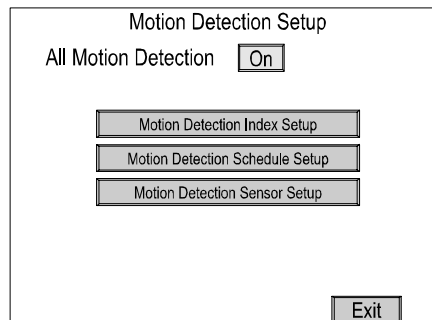 Motion Detection Setup
All Motion Detection On
Motion Detection Index Setup
Motion Detection Schedule Setup
Motion Detection Sensor Setup
Exit